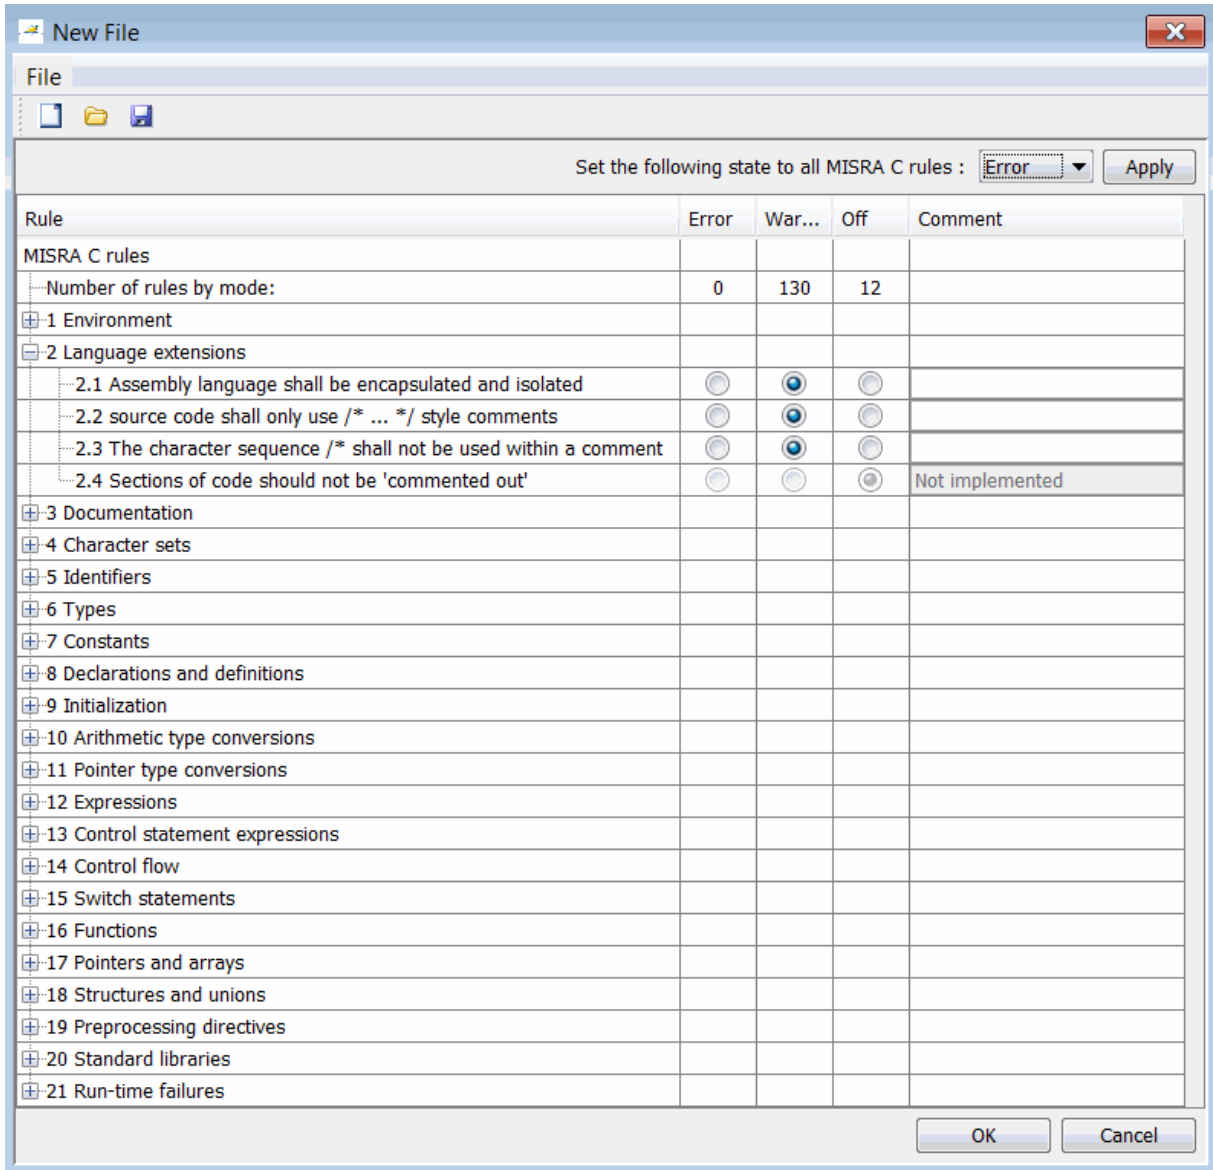 New File
File
Set the following state to all MISRA C rules : Error Apply
Rule Error War... Off Comment
MISRA C rules
Number of rules by mode: 0 130 12
1 Environment
2 Language extensions
2.1 Assembly language shall be encapsulated and isolated
2.2 source code shall only use /* ... */ style comments
2.3 The character sequence /* shall not be used within a comment
2.4 Sections of code should not be 'commented out' Not implemented
3 Documentation
4 Character sets
5 Identifiers
6 Types
7 Constants
8 Declarations and definitions
9 Initialization
10 Arithmetic type conversions
11 Pointer type conversions
12 Expressions
13 Control statement expressions
14 Control flow
15 Switch statements
16 Functions
17 Pointers and arrays
18 Structures and unions
19 Preprocessing directives
20 Standard libraries
21 Run-time failures
OK Cancel